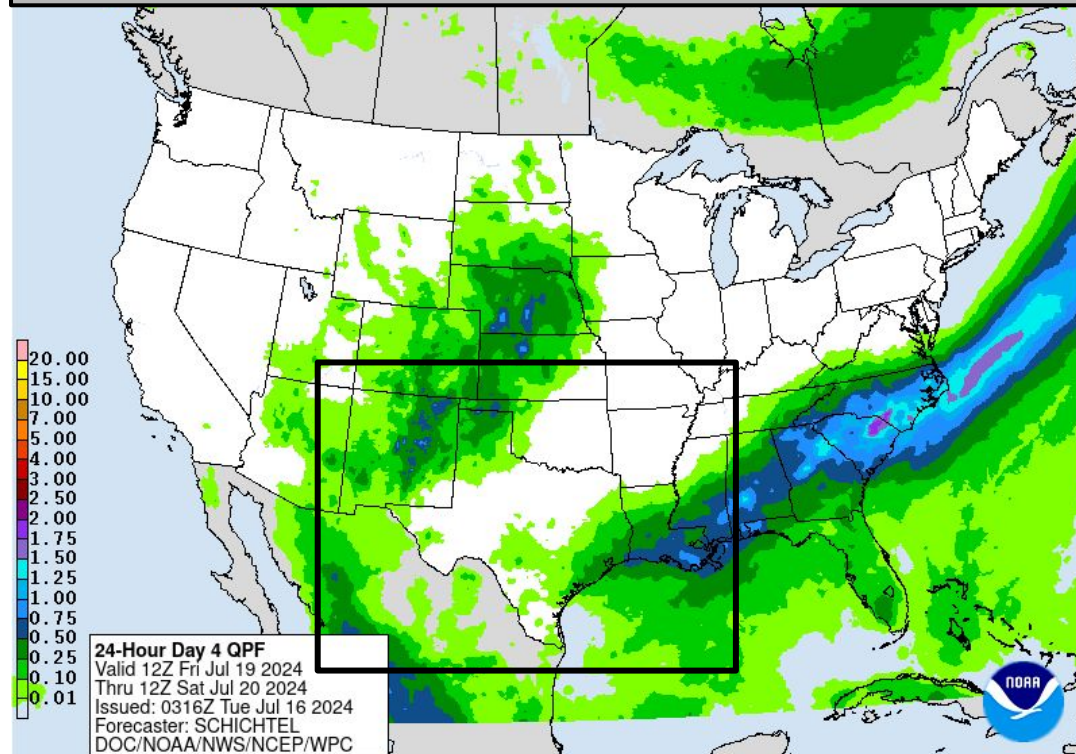 20.00
15.00
10.00
7.00
5.00
4.00
3.00
2.50
2.00
1.75
1.50
1.25
1.00
0.75
0.50
0.25
0.10
0.01
24-Hour Day 4 QPF
Valid 12Z Fri Jul 19 2024
Thru 12Z Sat Jul 20 2024
Issued: 0316Z Tue Jul 16 2024
Forecaster: SCHICHTEL
DOC/NOAA/NWS/NCEP/WPC
NOAA